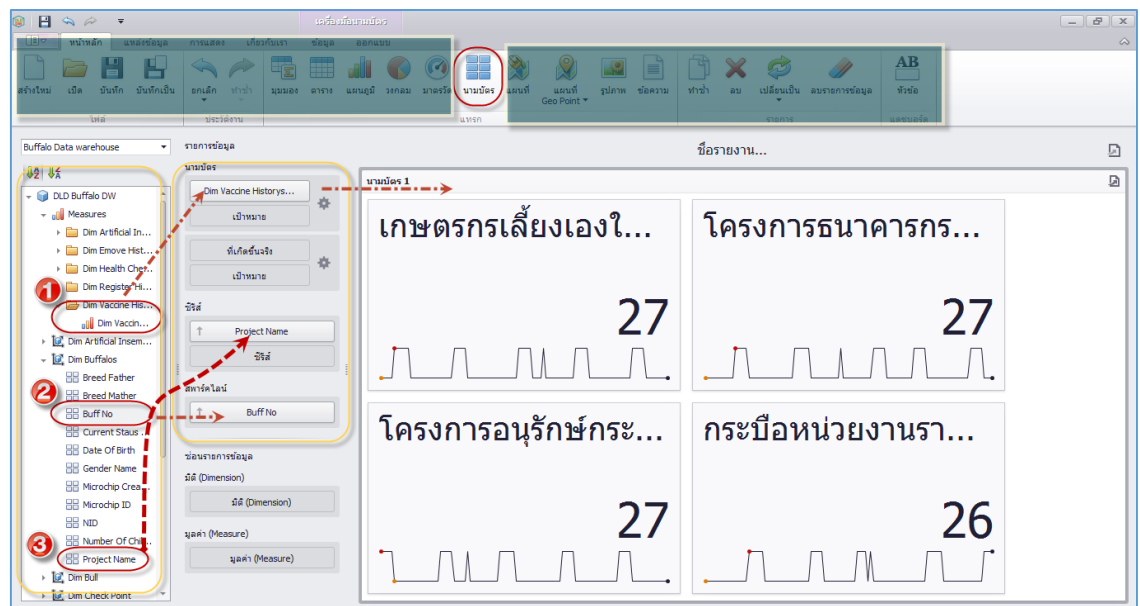 เครื่องมือนามบัตร
หน้าหลัก แหล่งข้อมูล การแสดง เกี่ยวกับเรา ข้อมูล ออกแบบ
สร้างใหม่ เปิด บันทึก บันทึกเป็น ยกเลิก ทำซ้ำ มุมมอง ตาราง แผนภูมิ วงกลม มาตรวัด นามบัตร แผนที่ แผนที่ Geo Point รูปภาพ ข้อความ ทำซ้ำ ลบ เปลี่ยนเป็น ลบรายการข้อมูล AB หัวข้อ
ไฟล์ ประวัติงาน แทรก รายการ แดชบอร์ด
Buffalo Data warehouse
รายการข้อมูล
ชื่อรายงาน...
DLD Buffalo DW
Measures
Dim Artificial In...
Dim Emove Hist...
Dim Health Chec..
Dim Register Hi...
1
Dim Vaccine His...
Dim Vaccin...
Dim Artificial Insem...
Dim Buffalos
Breed Father
2
Breed Mather
Buff No
Current Staus ...
Date Of Birth
Gender Name
Microchip Crea...
Microchip ID
NID
3
Number Of Chil..
Project Name
Dim Bull
Dim Check Point
นามบัตร
Dim Vaccine Historys...
เป้าหมาย
ที่เกิดขึ้นจริง
เป้าหมาย
ซีรีส์
Project Name
ซีรีส์
สพาร์คไลน์
Buff No
ซ่อนรายการข้อมูล
มิติ (Dimension)
มิติ (Dimension)
มูลค่า (Measure)
มูลค่า (Measure)
นามบัตร 1
เกษตรกรเลี้ยงเองใ...
27
โครงการธนาคารกร...
27
โครงการอนุรักษ์กระ...
27
กระบือหน่วยงานรา...
26